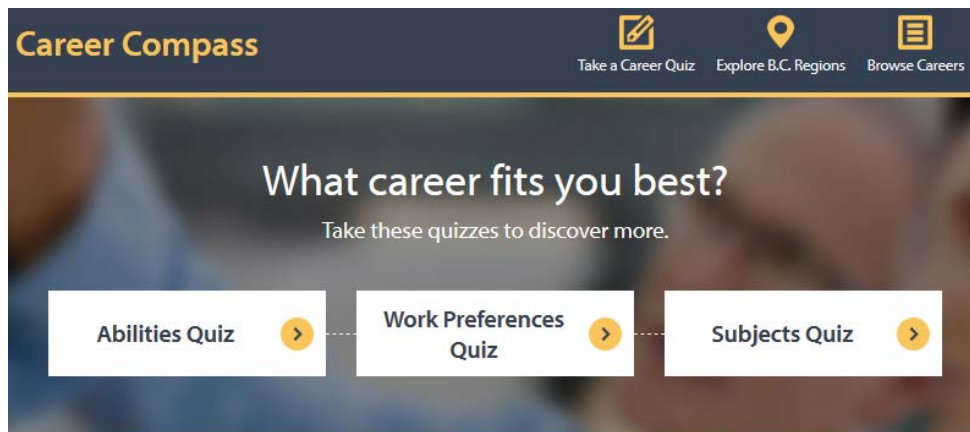 Career Compass
Take a Career Quiz
Explore B.C. Regions
Browse Careers
What career fits you best?
Take these quizzes to discover more.
Abilities Quiz
Work Preferences
Quiz
Subjects Quiz